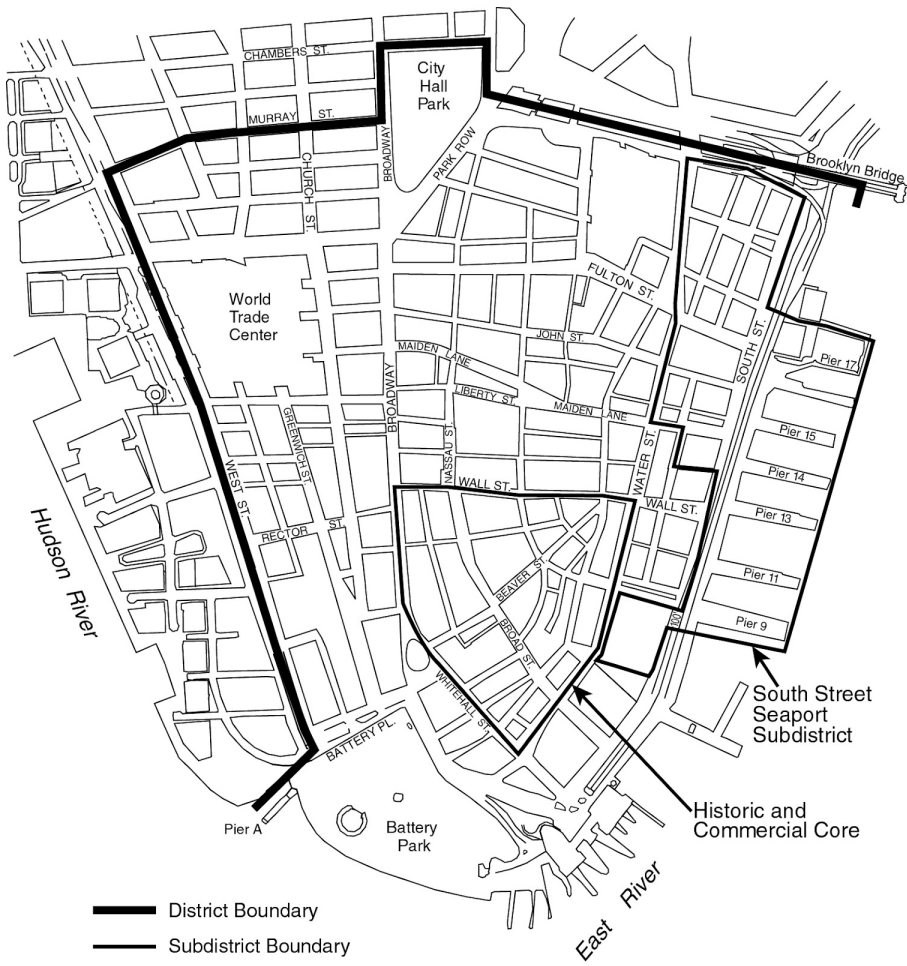 CHAMBERS ST.
City
Hall
Park
MURRAY ST.
BROADWAY
PARK ROW
CHURCH ST.
Brooklyn Bridge
World
Trade
Center
FULTON ST.
SOUTH ST.
JOHN ST.
MAIDEN LANE
Pier 17
BROADWAY
LIBERTY ST.
MAIDEN LANE
GREENWICH ST.
NASSAU ST.
WATER ST.
Pier 15
WEST ST.
WALL ST.
Pier 14
WALL ST.
Pier 13
RECTOR ST.
Hudson River
BEAVER ST.
Pier 11
BROAD ST.
100'
Pier 9
WHITEHALL ST.
South Street
Seaport
Subdistrict
BATTERY PL.
Pier A
Battery
Park
Historic and
Commercial Core
East River
District Boundary
Subdistrict Boundary